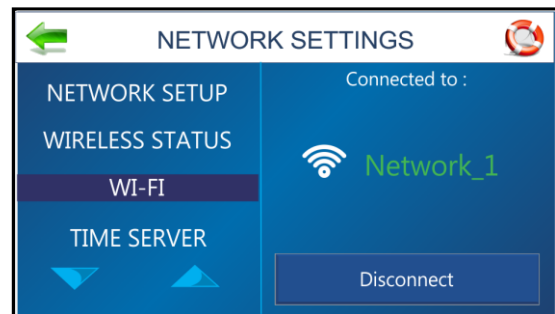 NETWORK SETTINGS
NETWORK SETUP
WIRELESS STATUS
WI-FI
TIME SERVER
Connected to :
Network_1
Disconnect